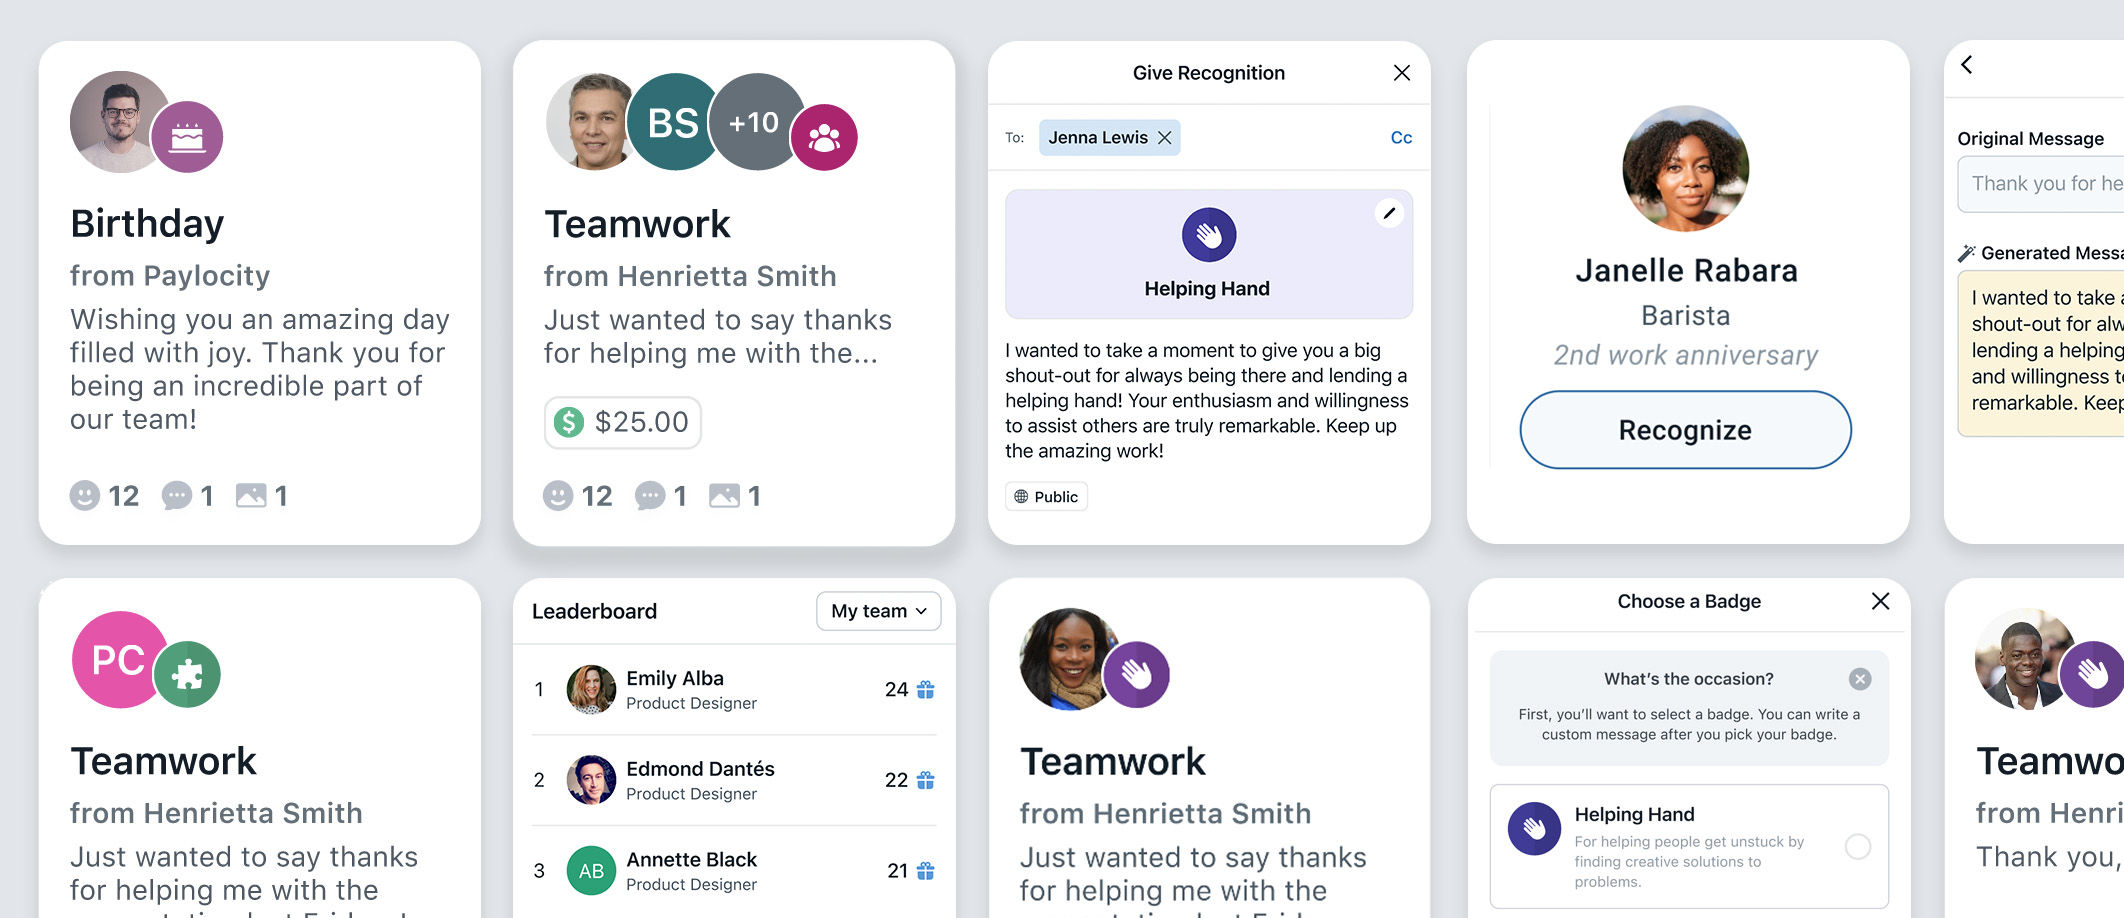 BS
+10
Birthday
from Paylocity
Wishing you an amazing day
filled with joy. Thank you for
being an incredible part of
our team!
12
1
1
Teamwork
from Henrietta Smith
Just wanted to say thanks
for helping me with the...
$
$25.00
12
1
1
Give Recognition
To:
Jenna Lewis
Cc
Helping Hand
I wanted to take a moment to give you a big
shout-out for always being there and lending a
helping hand! Your enthusiasm and willingness
to assist others are truly remarkable. Keep up
the amazing work!
Public
Janelle Rabara
Barista
2nd work anniversary
Recognize
Original Message
Thank you for he
Generated Messa
I wanted to take a
shout-out for alw
lending a helping
and willingness to
remarkable. Keep
PC
Teamwork
from Henrietta Smith
Just wanted to say thanks
for helping me with the
Leaderboard
My team
1
Emily Alba
Product Designer
24
2
Edmond Dantés
Product Designer
22
3
AB
Annette Black
Product Designer
21
Teamwork
from Henrietta Smith
Just wanted to say thanks
for helping me with the
Choose a Badge
What's the occasion?
First, you'll want to select a badge. You can write a
custom message after you pick your badge.
Helping Hand
For helping people get unstuck by
finding creative solutions to
problems.
Teamwo
from Henri
Thank you,